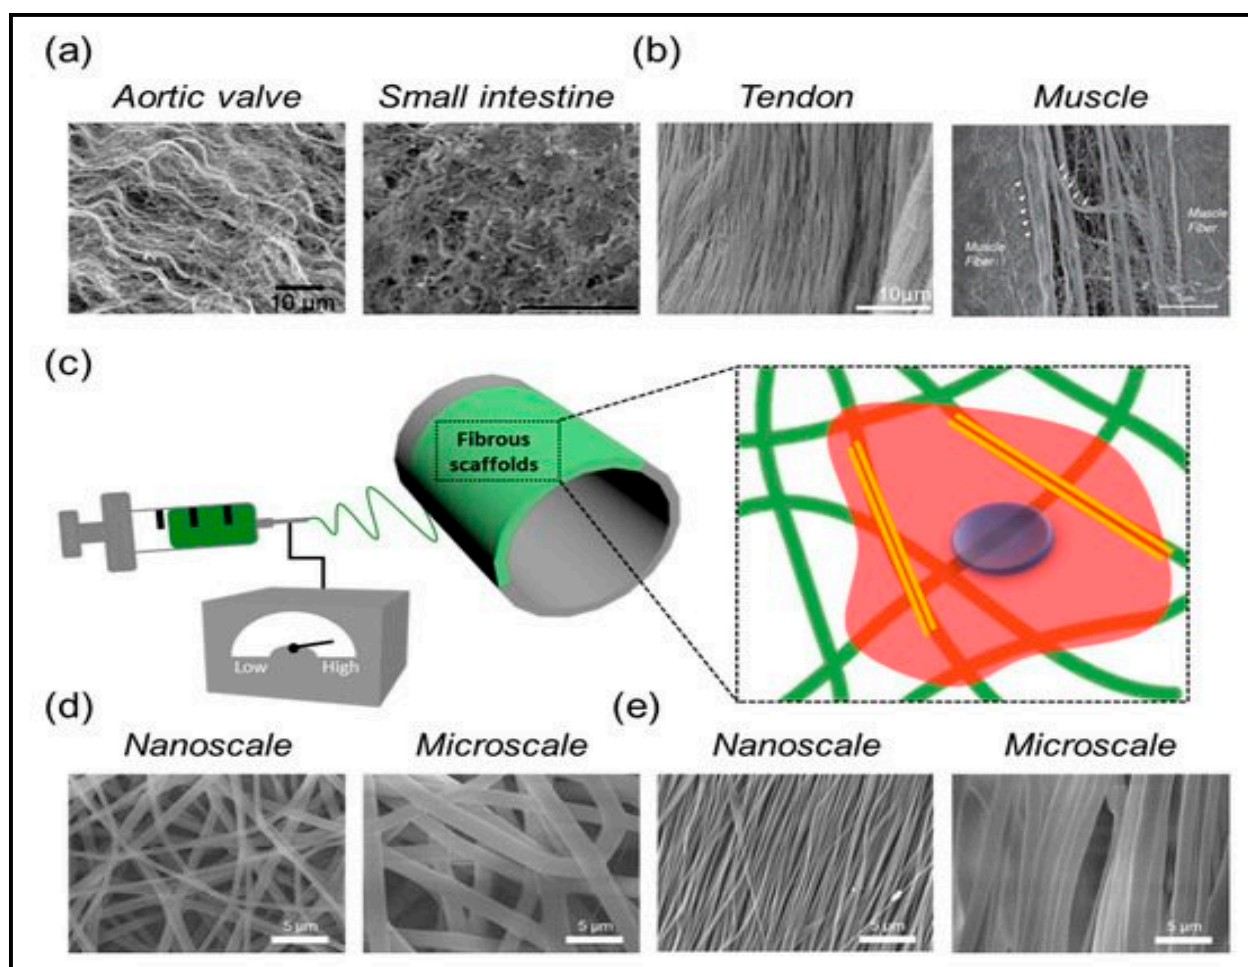 (a)
(b)
Aortic valve
Small intestine
Tendon
Muscle
10 μm
10μm
Muscle
Fiber
Muscle
Fiber
(c)
Fibrous
scaffolds
Low
High
(d)
(e)
Nanoscale
Microscale
Nanoscale
Microscale
5 μm
5 μm
5 μm
5 μm